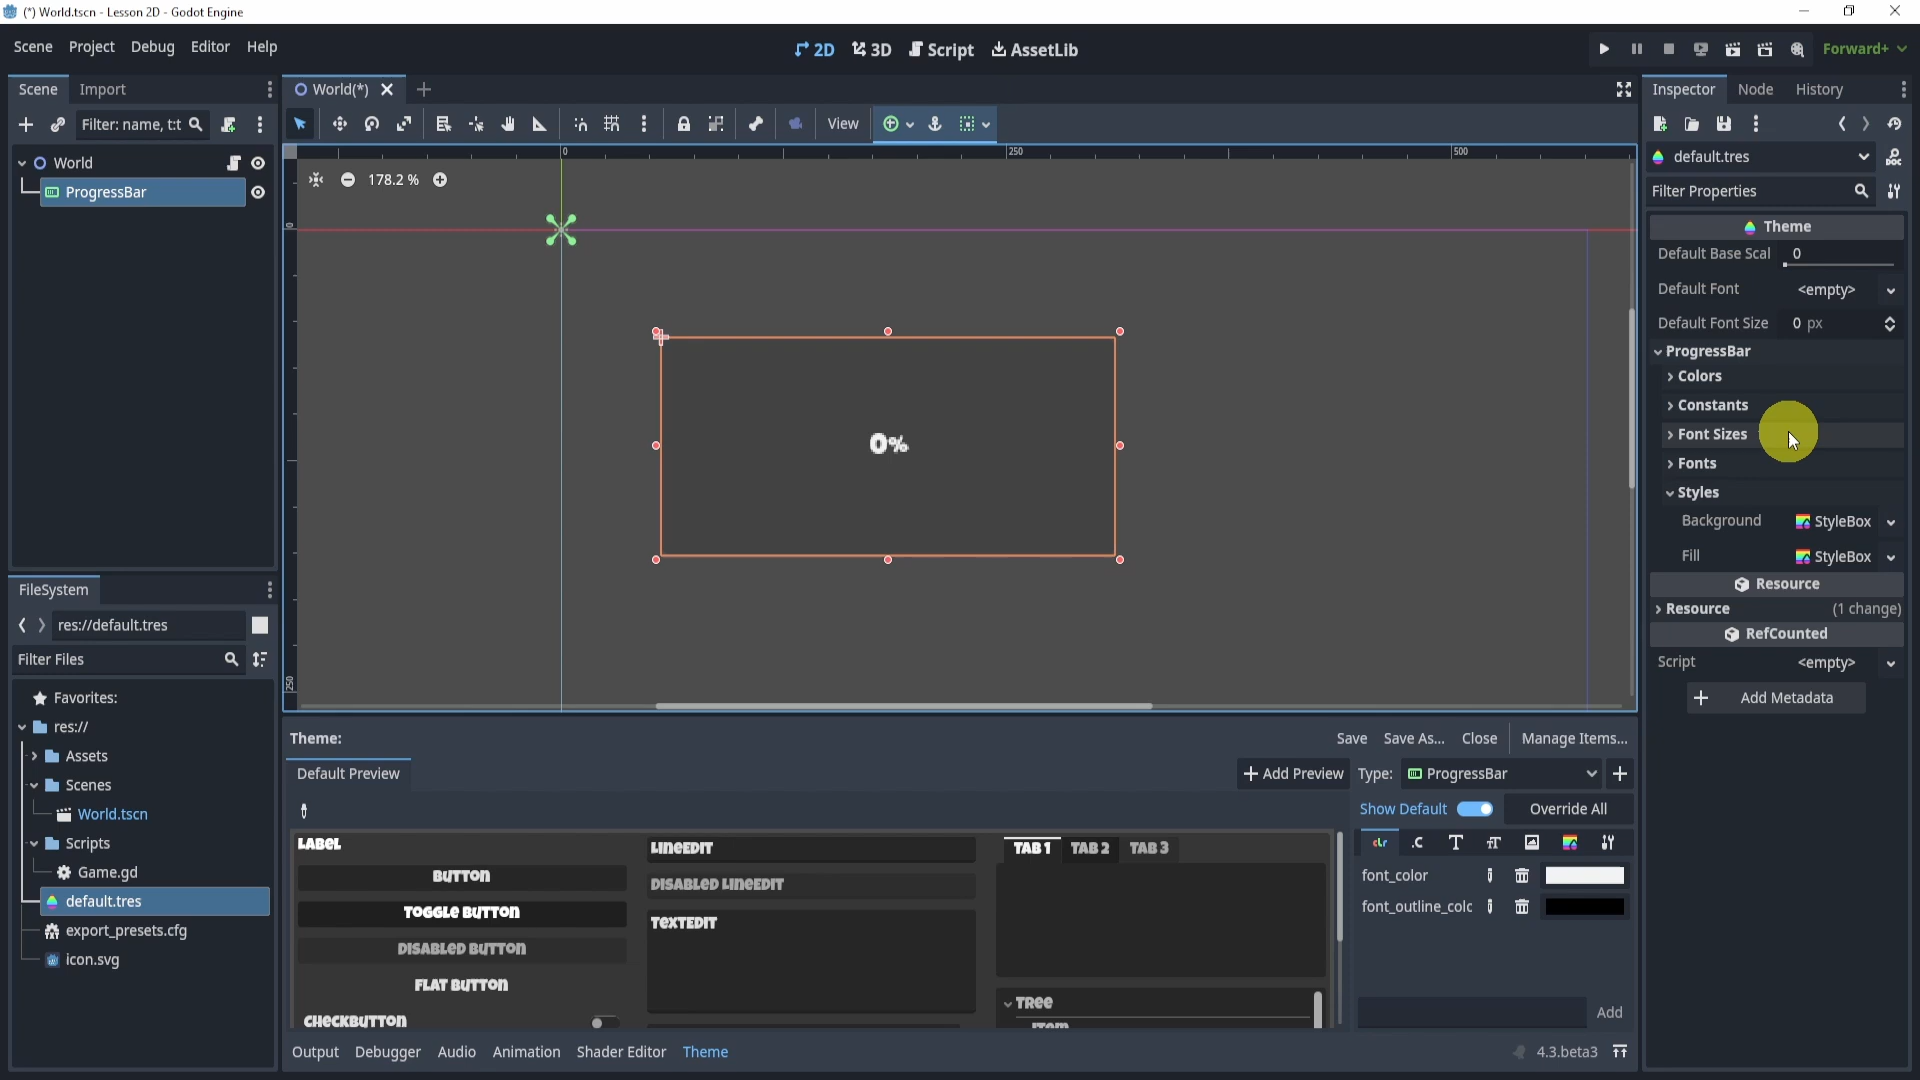 (*) World.tscn - Lesson 2D - Godot Engine
Scene Project Debug Editor Help
2D 3D Script AssetLib
Forward+
Scene Import
World(*)
Inspector Node History
Filter: name, t:t
View
default.tres
Filter Properties
World
ProgressBar
178.2 %
0
250
500
0
250
0%
Theme
Default Base Scal 0
Default Font <empty>
Default Font Size 0 px
ProgressBar
Colors
Constants
Font Sizes
Fonts
Styles
Background StyleBox
Fill StyleBox
Resource
Resource (1 change)
RefCounted
Script <empty>
Add Metadata
FileSystem
res://default.tres
Filter Files
Favorites:
res://
Assets
Scenes
World.tscn
Scripts
Game.gd
default.tres
export_presets.cfg
icon.svg
Theme: Save Save As... Close Manage Items...
Default Preview Add Preview Type: ProgressBar
Show Default Override All
LABEL
BUTTON
TOGGLE BUTTON
DISABLED BUTTON
FLAT BUTTON
CHECKBUTTON
LINEEDIT
DISABLED LINEEDIT
TEXTEDIT
TAB 1 TAB 2 TAB 3
TREE
ITEM
clr .C T
font_color
font_outline_colc
Add
Output Debugger Audio Animation Shader Editor Theme
4.3.beta3